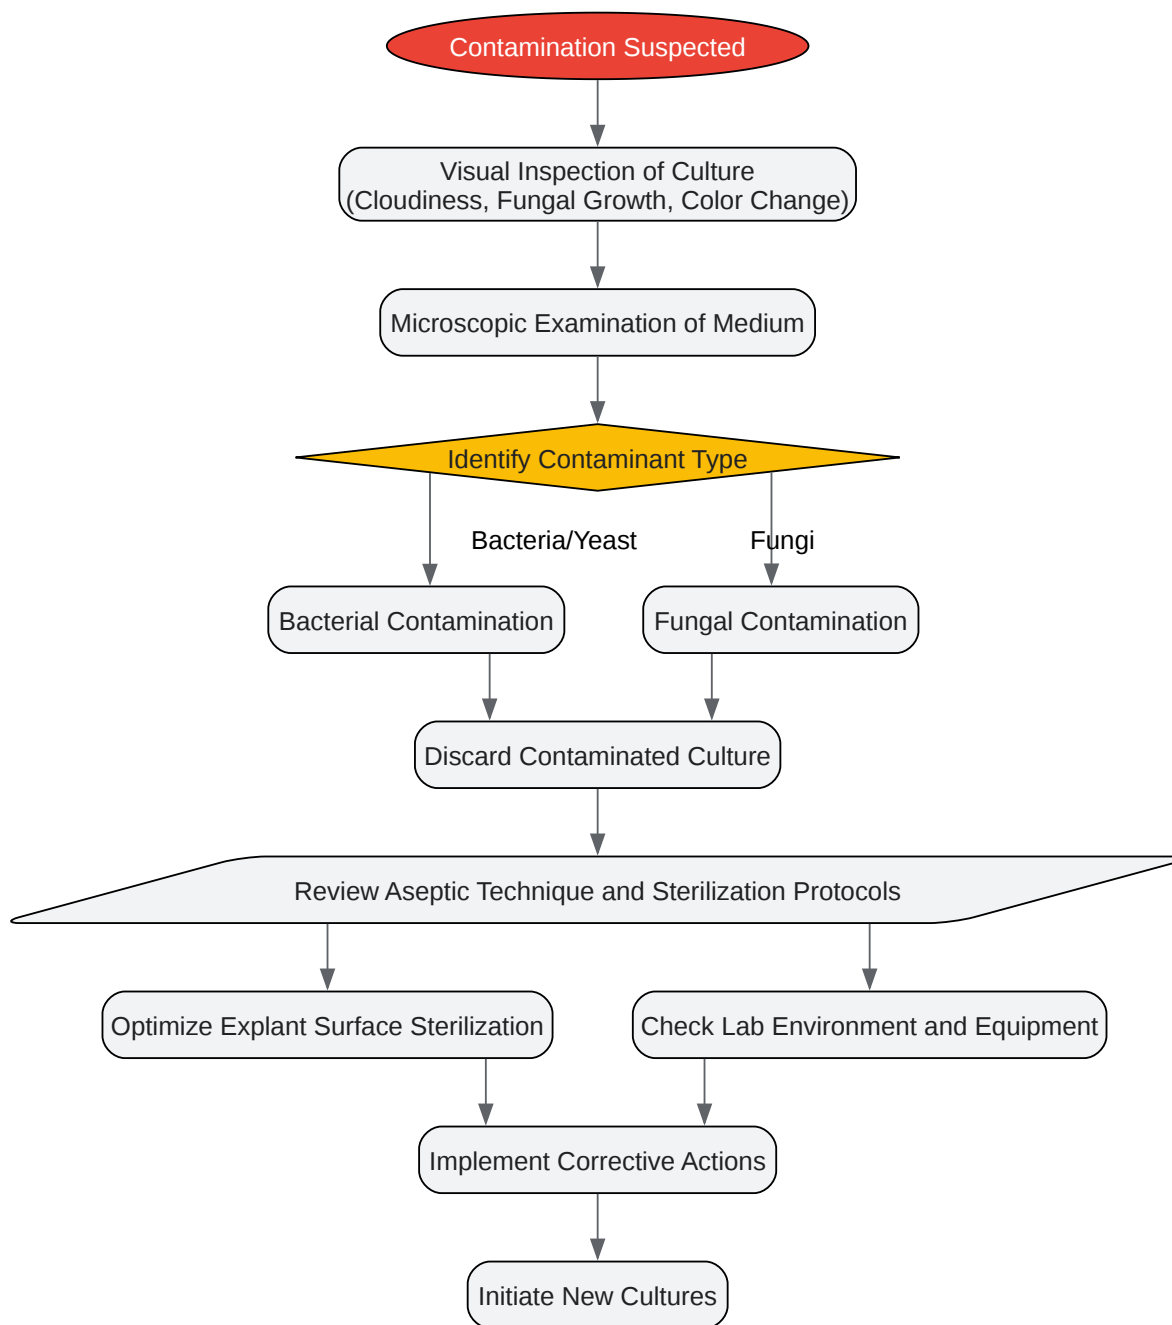 Contamination Suspected
Visual Inspection of Culture
(Cloudiness, Fungal Growth, Color Change)
Microscopic Examination of Medium
Identify Contaminant Type
Bacteria/Yeast
Fungi
Bacterial Contamination
Fungal Contamination
Discard Contaminated Culture
Review Aseptic Technique and Sterilization Protocols
Optimize Explant Surface Sterilization
Check Lab Environment and Equipment
Implement Corrective Actions
Initiate New Cultures